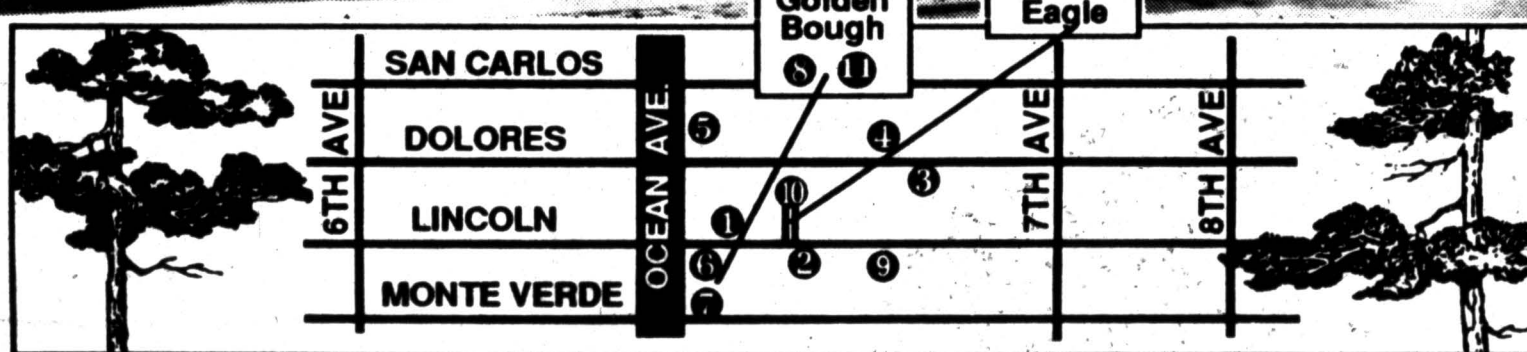 Golden
Bough
8 11
Eagle
SAN CARLOS
DOLORES
LINCOLN
MONTE VERDE
6TH AVE
OCEAN AVE.
7TH AVE
8TH AVE
5
4
3
10
1
6
2
9
7